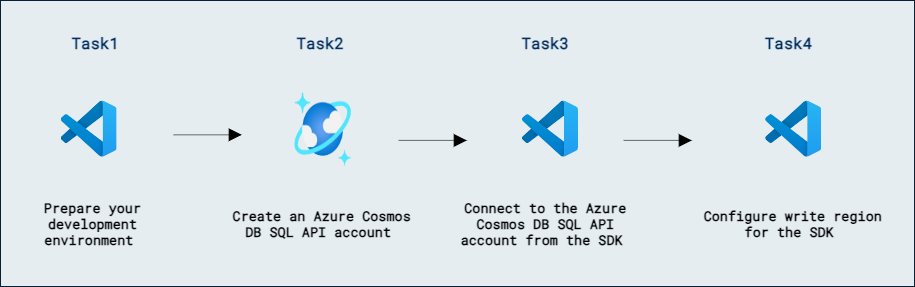 Task1
Task2
Task3
Task4
Prepare your
development
environment
Create an Azure Cosmos
DB SQL API account
Connect to the Azure
Cosmos DB SQL API
account from the SDK
Configure write region
for the SDK